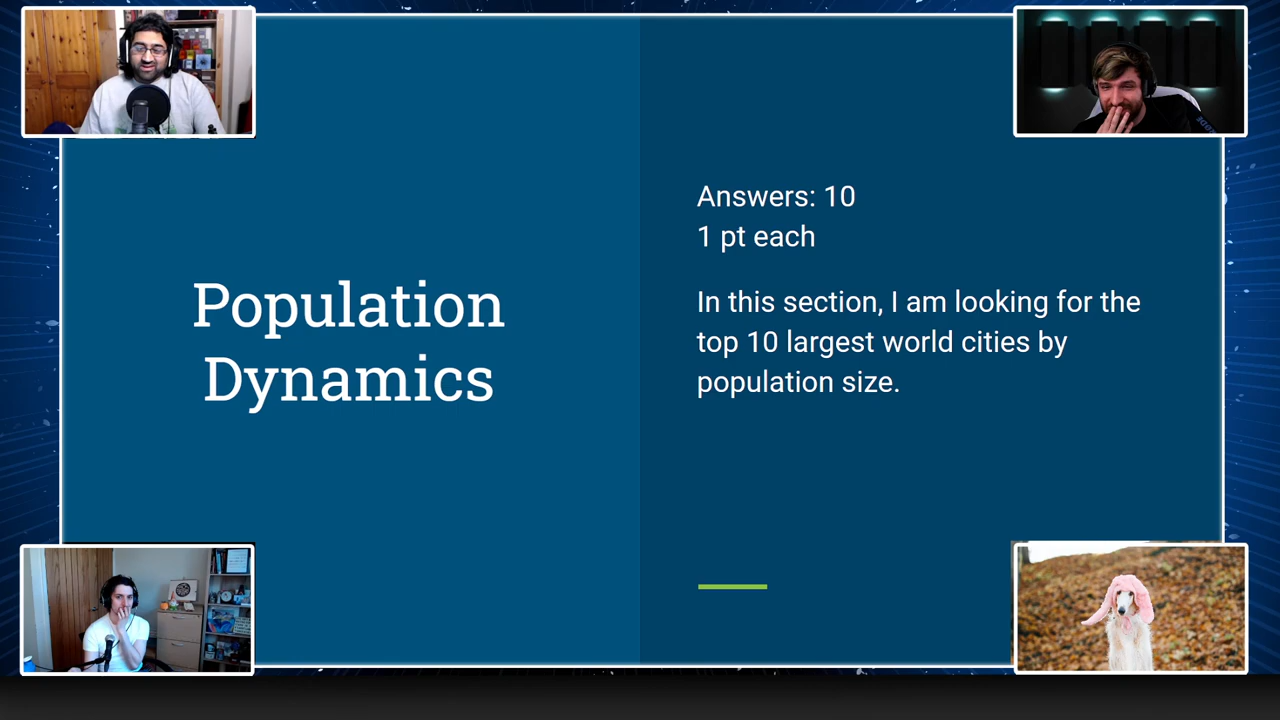 Population
Dynamics
Answers: 10
1 pt each
In this section, I am looking for the
top 10 largest world cities by
population size.